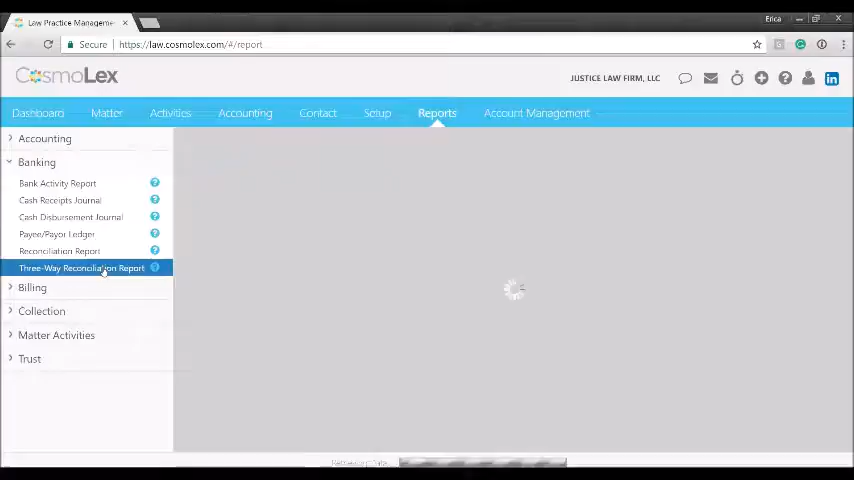 Law Practice Manageme
Erica
Secure
https://law.cosmolex.com/#/report
CosmoLex
JUSTICE LAW FIRM, LLC
Dashboard
Matter
Activities
Accounting
Contact
Setup
Reports
Account Management
Accounting
Banking
Bank Activity Report
Cash Receipts Journal
Cash Disbursement Journal
Payee/Payor Ledger
Reconciliation Report
Three-Way Reconciliation Report
Billing
Collection
Matter Activities
Trust